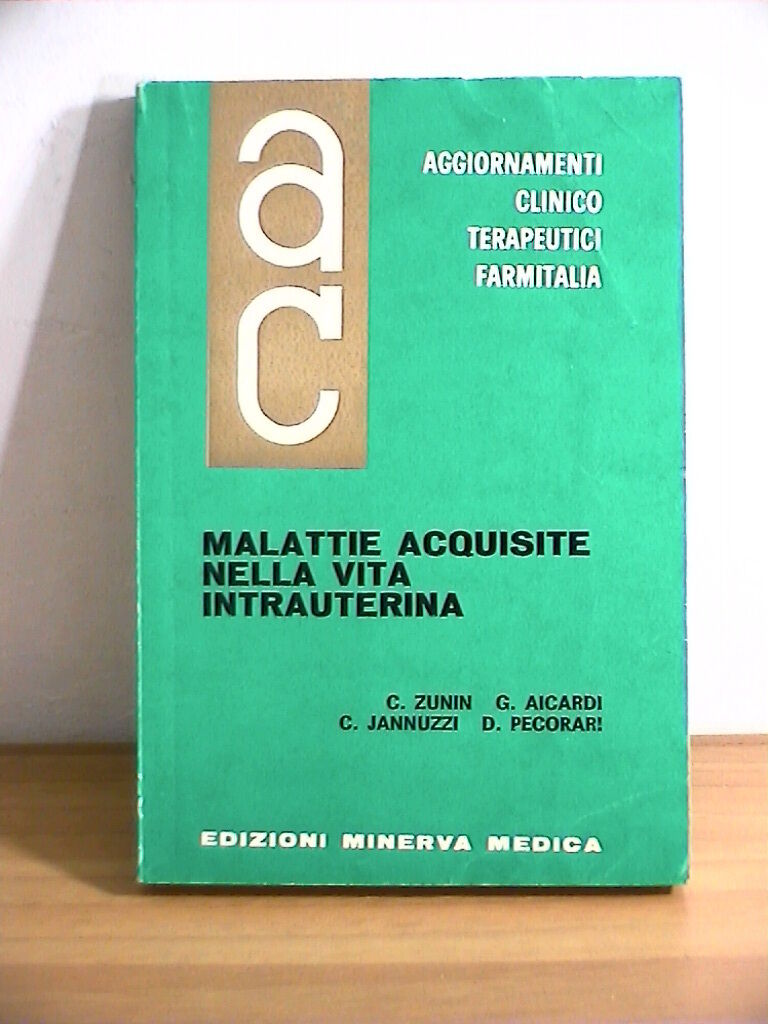 ac
AGGIORNAMENTI
CLINICO
TERAPEUTICI
FARMITALIA
MALATTIE ACQUISITE
NELLA VITA
INTRAUTERINA
C. ZUNIN G. AICARDI
C. JANNUZZI D. PECORARI
EDIZIONI MINERVA MEDICA